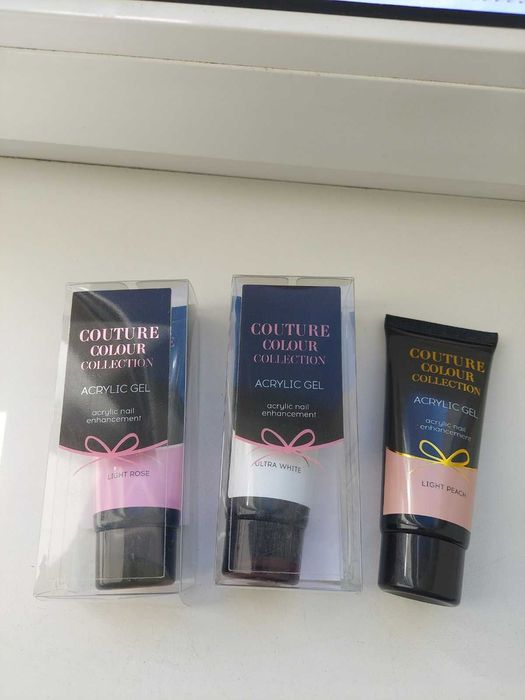 COUTURE
COLOUR
COLLECTION
ACRYLIC GEL
acrylic nail
enhancement
LIGHT ROSE
COUTURE
COLOUR
COLLECTION
ACRYLIC GEL
acrylic nail
enhancement
ULTRA WHITE
COUTURE
COLOUR
COLLECTION
ACRYLIC GEL
acrylic nail
enhancement
LIGHT PEACH